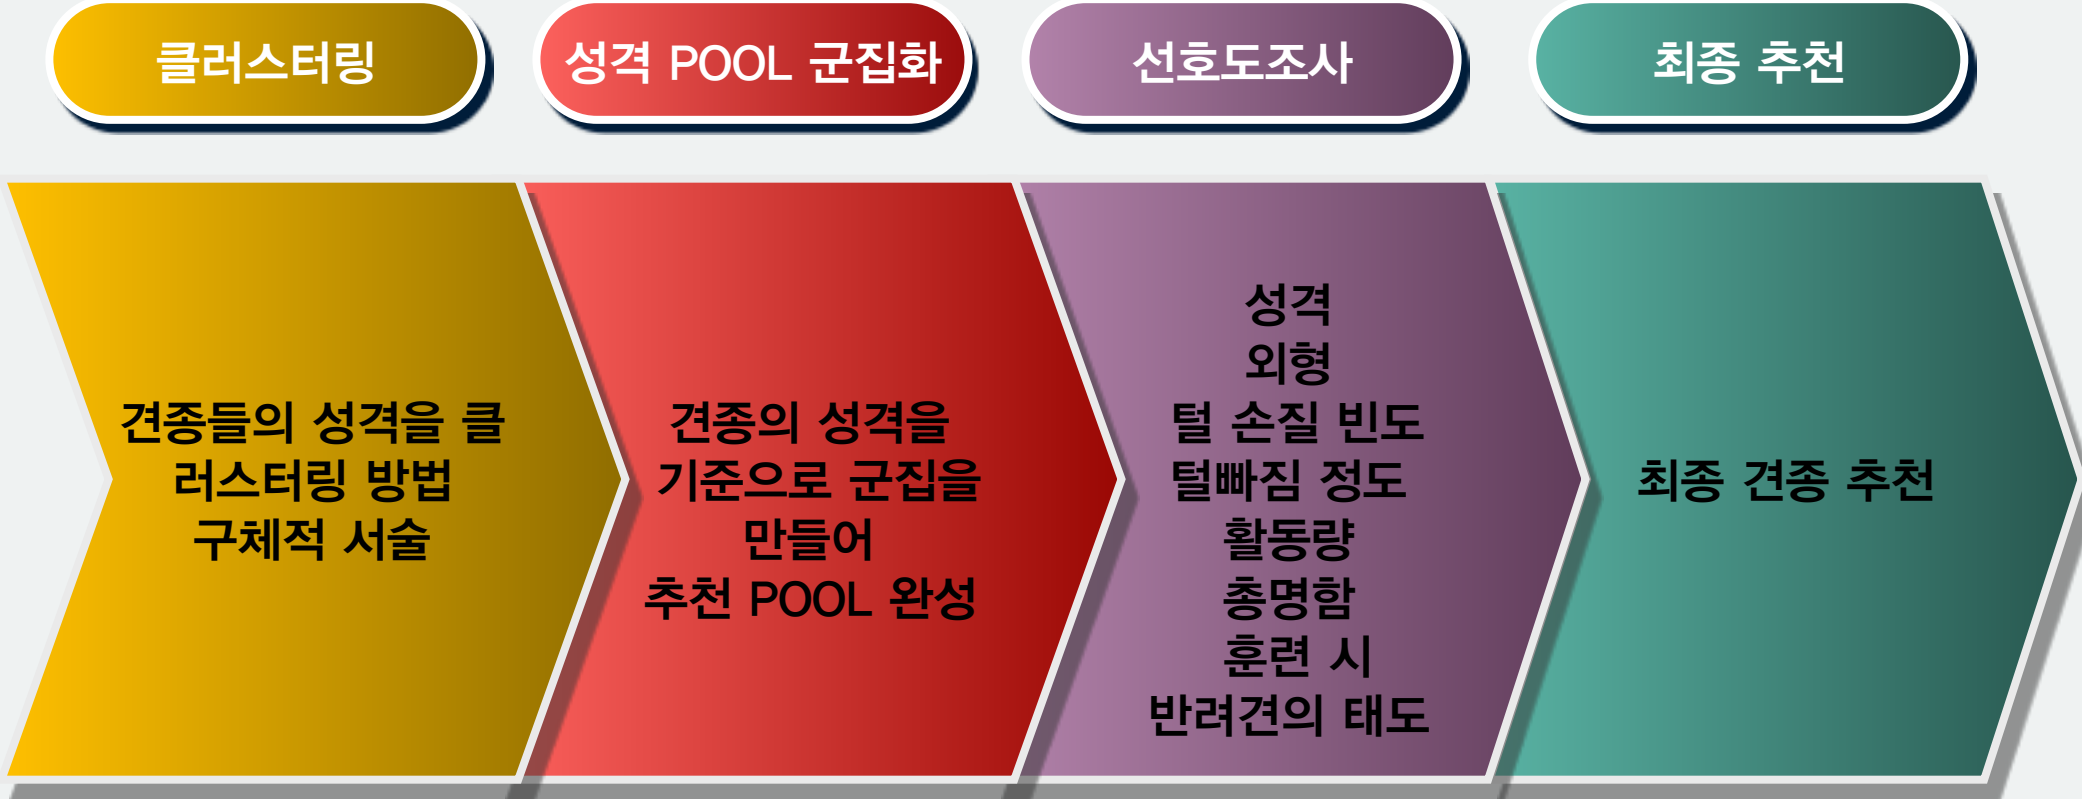 클러스터링
성격 POOL 군집화
선호도조사
최종 추천
견종들의 성격을 클
러스터링 방법
구체적 서술
견종의 성격을
기준으로 군집을
만들어
추천 POOL 완성
성격
외형
털 손질 빈도
털빠짐 정도
활동량
총명함
훈련 시
반려견의 태도
최종 견종 추천